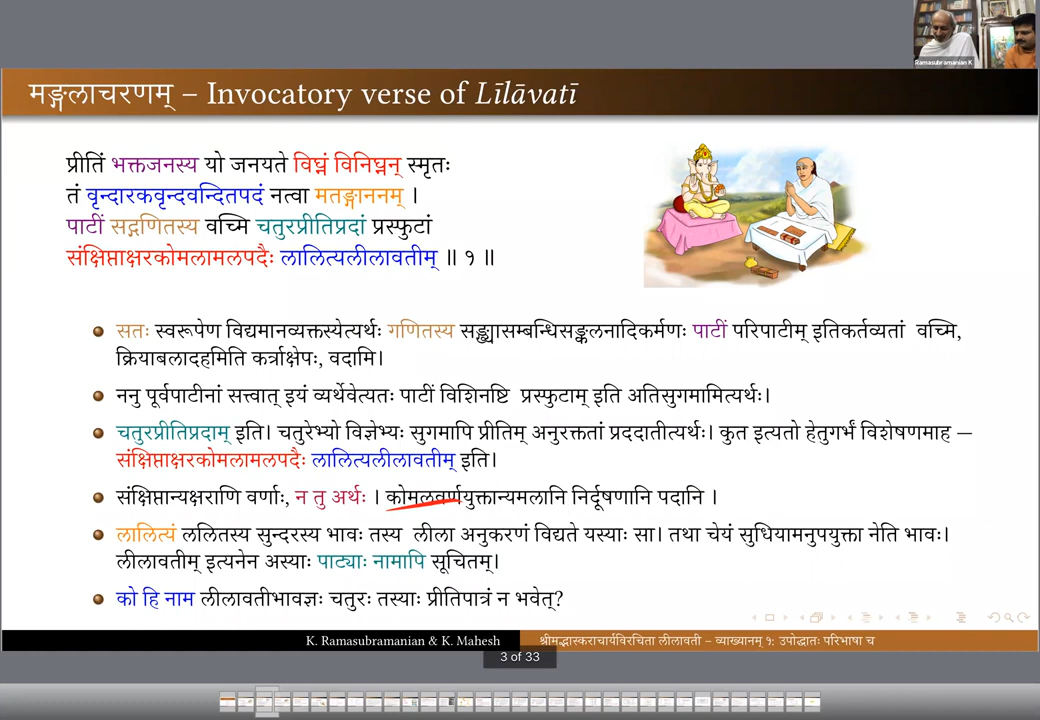 Ramasubramanian K
मङ्गलाचरणम् – Invocatory verse of Līlāvatī
प्रीतिं भक्तजनस्य यो जनयते विघ्नं विनिघ्नन् स्मृतः
तं वृन्दारकवृन्दवन्दितपदं नत्वा मतङ्गाननम् ।
पाटीं सद्गणितस्य वच्मि चतुरप्रीतिप्रदां प्रस्फुटां
संक्षिप्ताक्षरकोमलामलपदैः लालित्यलीलावतीम् ॥ १ ॥
सतः स्वरूपेण विद्यमानव्यक्तस्येत्यर्थः गणितस्य सङ्ख्यासम्बन्धिसङ्कलनादिकर्मणः पाटीं परिपाटीम् इतिकर्तव्यतां वच्मि,
क्रियाबलादहमिति कर्त्राक्षेपः, वदामि।
ननु पूर्वपाटीनां सत्त्वात् इयं व्यर्थेवेत्यतः पाटीं विशिनष्टि प्रस्फुटाम् इति अतिसुगमामित्यर्थः।
चतुरप्रीतिप्रदाम् इति। चतुरेभ्यो विज्ञेभ्यः सुगमापि प्रीतिम् अनुरक्ततां प्रददातीत्यर्थः। कुत इत्यतो हेतुगर्भं विशेषणमाह –
संक्षिप्ताक्षरकोमलामलपदैः लालित्यलीलावतीम् इति।
संक्षिप्तान्यक्षराणि वर्णाः, न तु अर्थः । कोमलवर्णयुक्तान्यमलानि निर्दूषणानि पदानि ।
लालित्यं ललितस्य सुन्दरस्य भावः तस्य लीला अनुकरणं विद्यते यस्याः सा। तथा चेयं सुधियामनुपयुक्ता नेति भावः।
लीलावतीम् इत्यनेन अस्याः पाट्याः नामापि सूचितम्।
को हि नाम लीलावतीभावज्ञः चतुरः तस्याः प्रीतिपात्रं न भवेत्?
K. Ramasubramanian & K. Mahesh
श्रीमद्भास्कराचार्यविरचिता लीलावती – व्याख्यानम् १: उपोद्घातः परिभाषा च
3 of 33